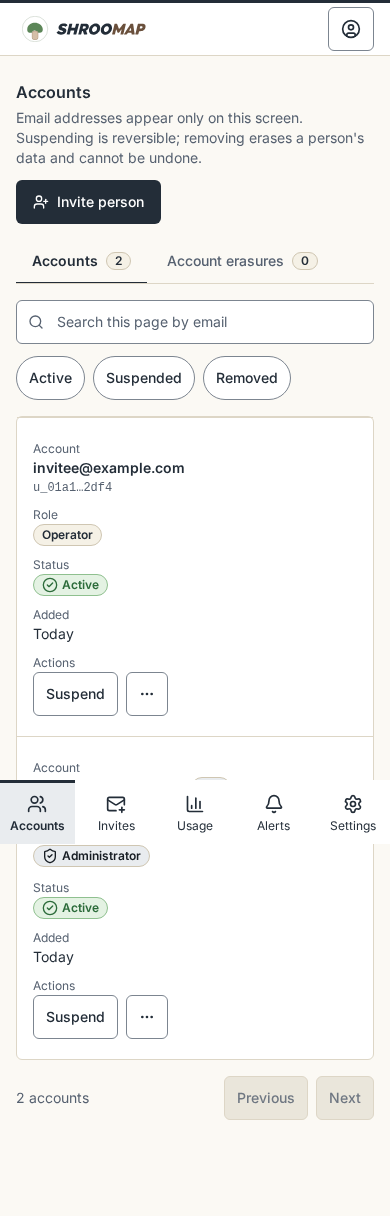 SHROOMAP
Accounts
Email addresses appear only on this screen.
Suspending is reversible; removing erases a person's
data and cannot be undone.
Invite person
Accounts 2 Account erasures 0
Search this page by email
Active Suspended Removed
Account
invitee@example.com
u_01a1…2df4
Role
Operator
Status
Active
Added
Today
Actions
Suspend ···
Account
Accounts Invites Usage Alerts Settings
Administrator
Status
Active
Added
Today
Actions
Suspend ···
2 accounts Previous Next